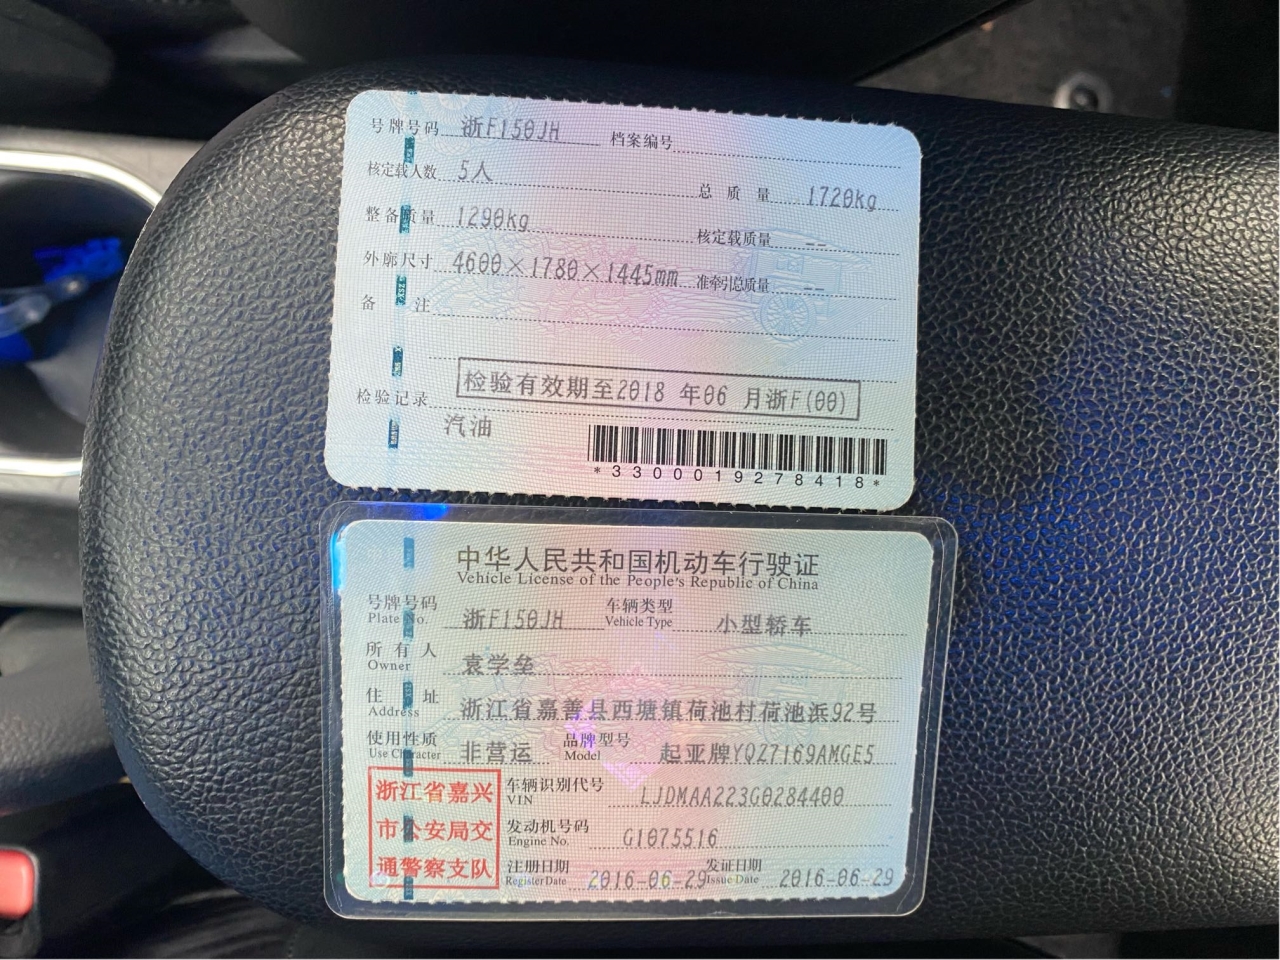 号牌号码 浙F150JH 档案编号
核定载人数 5人 总质量 1720kg
整备质量 1290kg 核定载质量 --
外廓尺寸 4600×1780×1445mm 准牵引总质量 --
备注
检验记录 检验有效期至2018 年06 月浙F(00)
汽油
*3300019278418*
中华人民共和国机动车行驶证
Vehicle License of the People's Republic of China
号牌号码 浙F150JH 车辆类型 小型轿车
Plate No. Vehicle Type
所有人 袁学垒
Owner
住址 浙江省嘉善县西塘镇荷池村荷池浜92号
Address
使用性质 非营运 品牌型号 起亚牌YQZ7169AMGE5
Use Character Model
浙江省嘉兴
市公安局交
通警察支队
车辆识别代号 LJDMAA223G0284400
VIN
发动机号码 G1075516
Engine No.
注册日期 2016-06-29 发证日期 2016-06-29
Register Date Issue Date